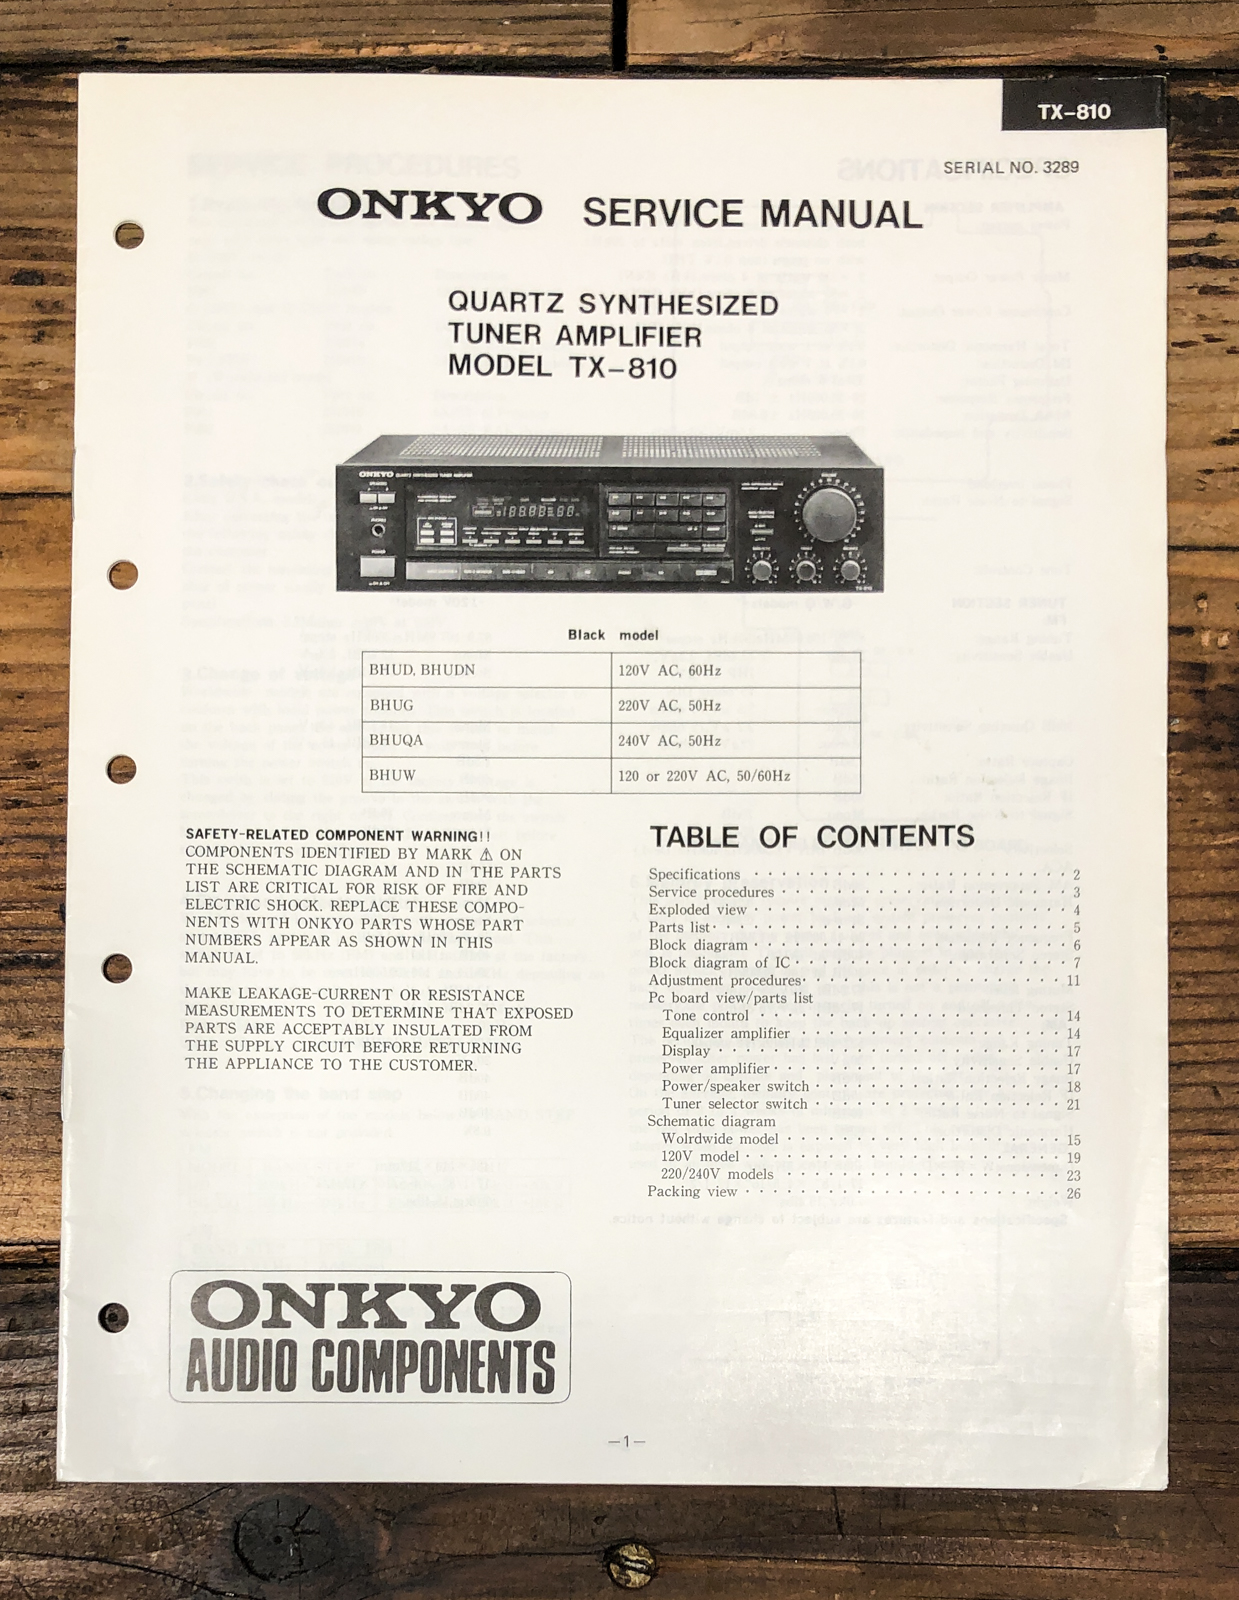 TX-810
SERIAL NO. 3289
ONKYO SERVICE MANUAL
QUARTZ SYNTHESIZED
TUNER AMPLIFIER
MODEL TX-810
ONKYO QUARTZ SYNTHESIZED TUNER AMPLIFIER
Black model
BHUD, BHUDN 120V AC, 60Hz
BHUG 220V AC, 50Hz
BHUQA 240V AC, 50Hz
BHUW 120 or 220V AC, 50/60Hz
SAFETY-RELATED COMPONENT WARNING!!
COMPONENTS IDENTIFIED BY MARK ⚠ ON
THE SCHEMATIC DIAGRAM AND IN THE PARTS
LIST ARE CRITICAL FOR RISK OF FIRE AND
ELECTRIC SHOCK. REPLACE THESE COMPO-
NENTS WITH ONKYO PARTS WHOSE PART
NUMBERS APPEAR AS SHOWN IN THIS
MANUAL.
MAKE LEAKAGE-CURRENT OR RESISTANCE
MEASUREMENTS TO DETERMINE THAT EXPOSED
PARTS ARE ACCEPTABLY INSULATED FROM
THE SUPPLY CIRCUIT BEFORE RETURNING
THE APPLIANCE TO THE CUSTOMER.
TABLE OF CONTENTS
Specifications 2
Service procedures 3
Exploded view 4
Parts list 5
Block diagram 6
Block diagram of IC 7
Adjustment procedures 11
Pc board view/parts list
Tone control 14
Equalizer amplifier 14
Display 17
Power amplifier 17
Power/speaker switch 18
Tuner selector switch 21
Schematic diagram
Wolrdwide model 15
120V model 19
220/240V models 23
Packing view 26
ONKYO
AUDIO COMPONENTS
—1—